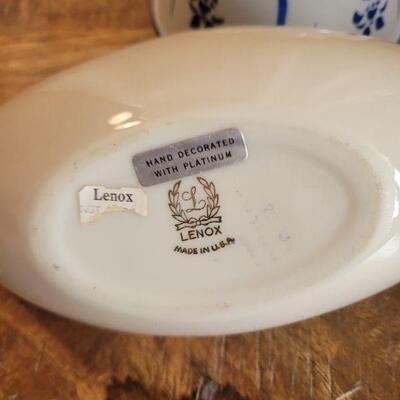 HAND DECORATED
WITH PLATINUM
Lenox
L
LENOX
MADE IN U.S.A.